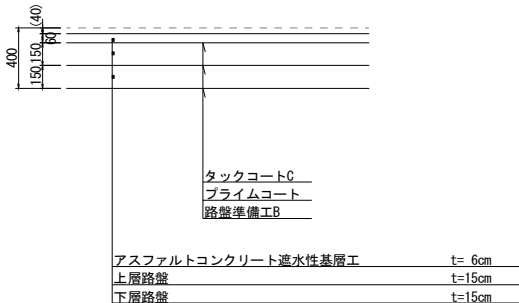 (40)
60
150
150
400
タックコートC
プライムコート
路盤準備工B
アスファルトコンクリート遮水性基層工 t= 6cm
上層路盤 t=15cm
下層路盤 t=15cm